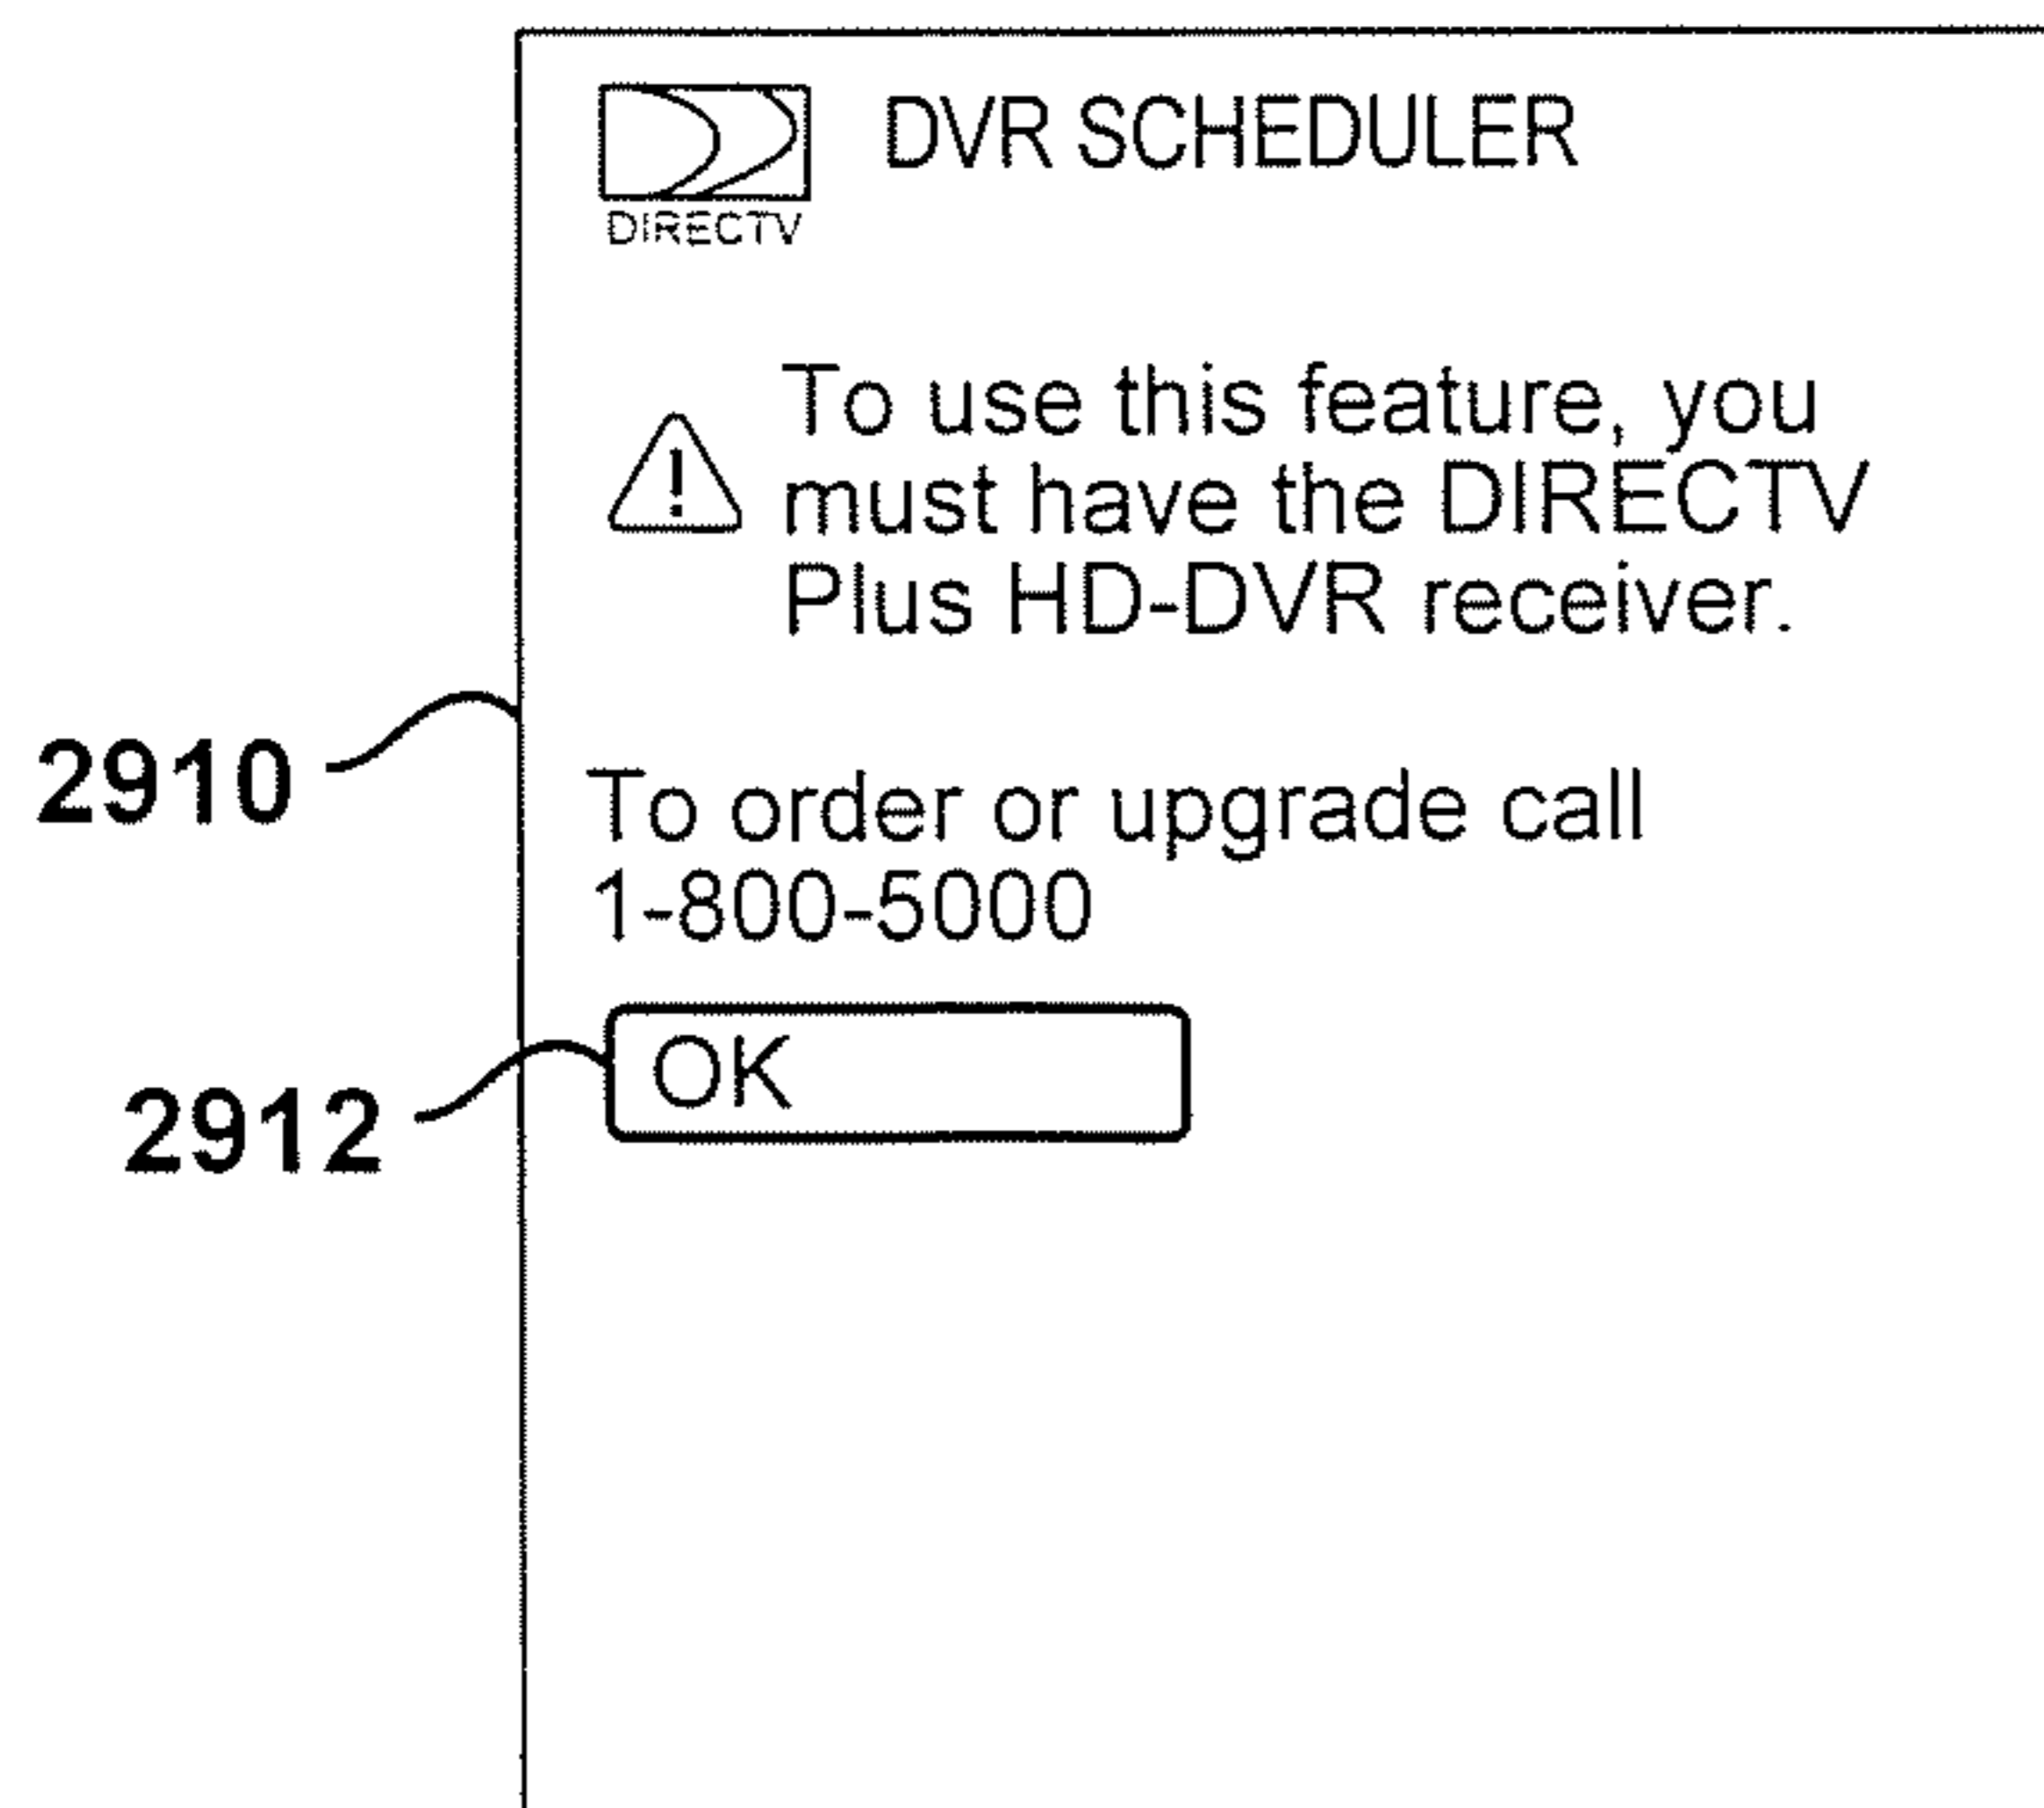 DVR SCHEDULER
DIRECTV
! To use this feature, you
must have the DIRECTV
Plus HD-DVR receiver.
2910
To order or upgrade call
1-800-5000
OK
2912